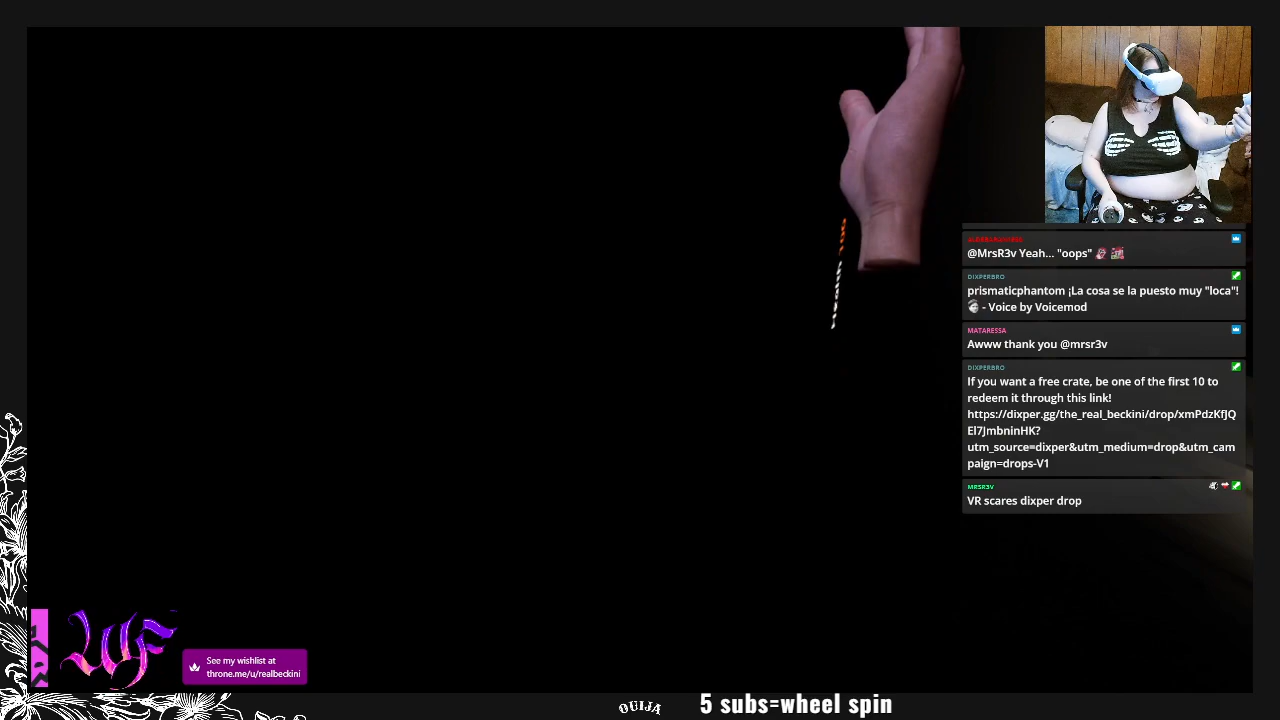 @MrsR3v Yeah... "oops"
DIXPERBRO
prismaticphantom ¡La cosa se la puesto muy "loca"!
- Voice by Voicemod
MATARESSA
Awww thank you @mrsr3v
DIXPERBRO
If you want a free crate, be one of the first 10 to
redeem it through this link!
https://dixper.gg/the_real_beckini/drop/xmPdzKfJQ
El7JmbninHK?
utm_source=dixper&utm_medium=drop&utm_cam
paign=drops-V1
MRSR3V
VR scares dixper drop
WF
See my wishlist at
throne.me/u/realbeckini
OUIJA
5 subs=wheel spin